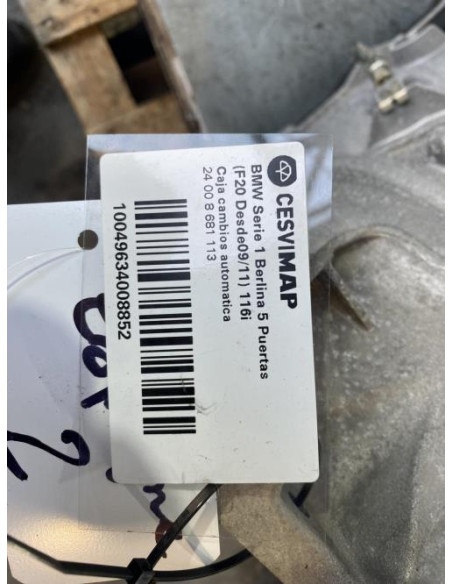 CESVIMAP
BMW Serie 1 Berlina 5 Puertas
(F20 Desde09/11) 116i
Caja cambios automatica
24 00 8 681 113
10049634008852